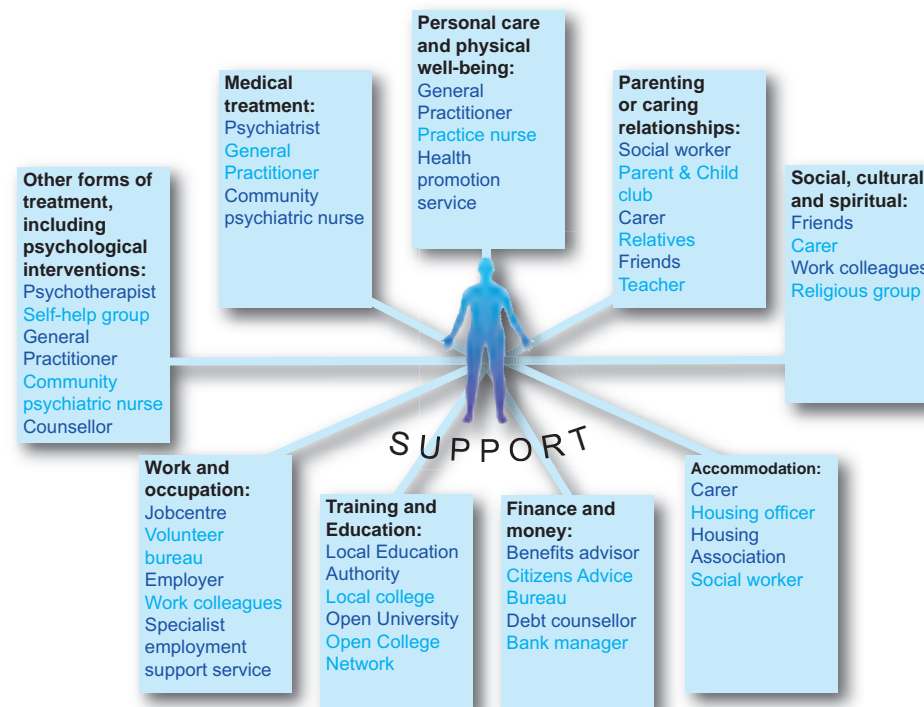 Personal care
and physical
well-being:
General
Practitioner
Practice nurse
Health
promotion
service
Medical
treatment:
Psychiatrist
General
Practitioner
Community
psychiatric nurse
Parenting
or caring
relationships:
Social worker
Parent & Child
club
Carer
Relatives
Friends
Teacher
Other forms of
treatment,
including
psychological
interventions:
Psychotherapist
Self-help group
General
Practitioner
Community
psychiatric nurse
Counsellor
Social, cultural
and spiritual:
Friends
Carer
Work colleagues
Religious group
SUPPORT
Work and
occupation:
Jobcentre
Volunteer
bureau
Employer
Work colleagues
Specialist
employment
support service
Training and
Education:
Local Education
Authority
Local college
Open University
Open College
Network
Finance and
money:
Benefits advisor
Citizens Advice
Bureau
Debt counsellor
Bank manager
Accommodation:
Carer
Housing officer
Housing
Association
Social worker